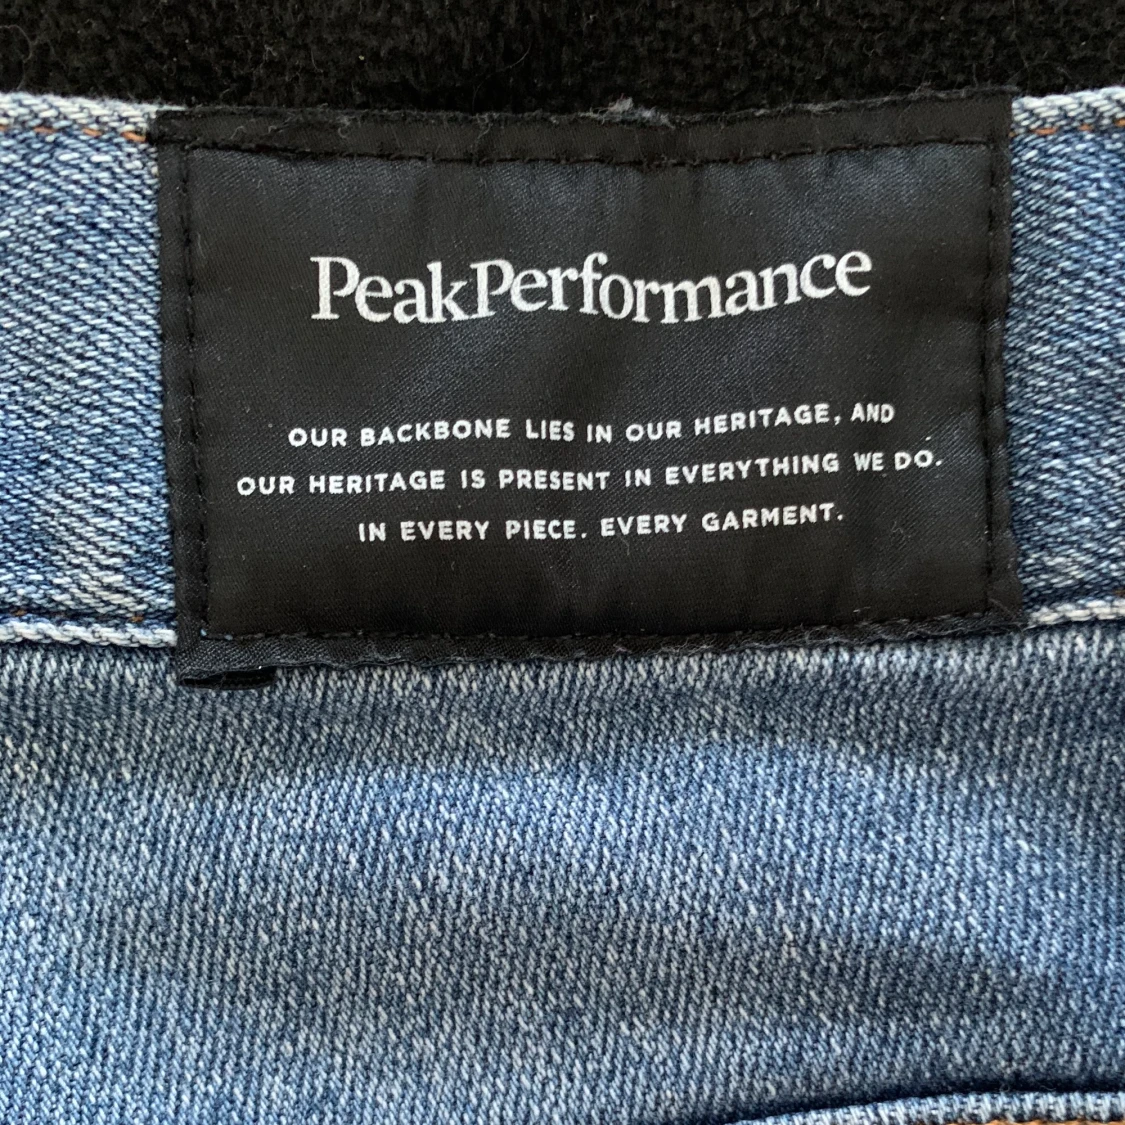 PeakPerformance
OUR BACKBONE LIES IN OUR HERITAGE, AND
OUR HERITAGE IS PRESENT IN EVERYTHING WE DO.
IN EVERY PIECE. EVERY GARMENT.